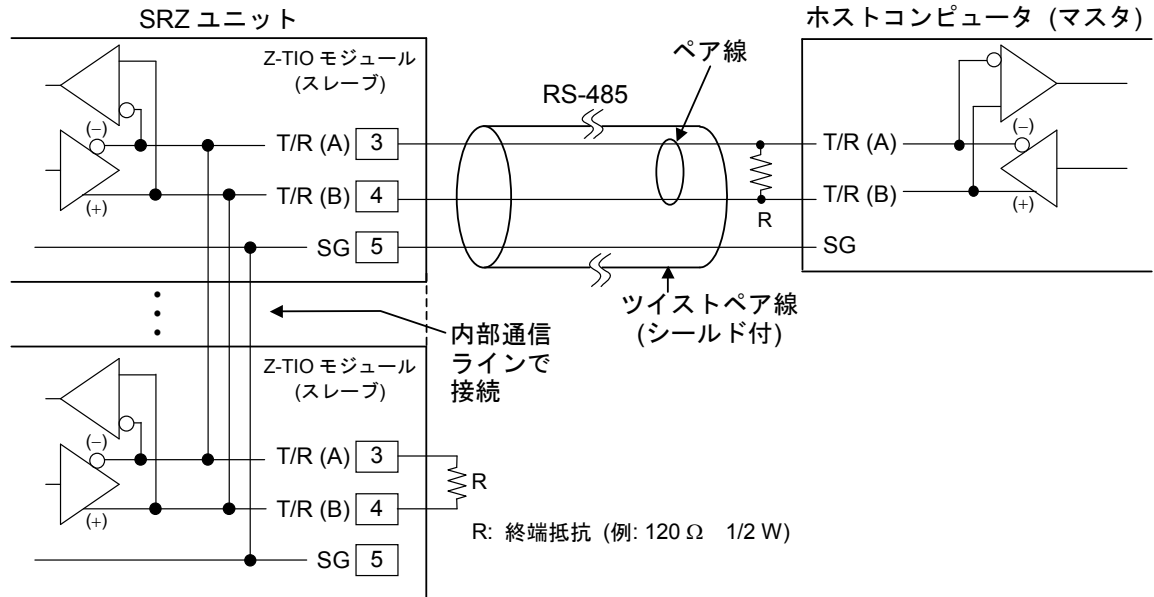 SRZ ユニット
ホストコンピュータ (マスタ)
Z-TIO モジュール
(スレーブ)
ペア線
RS-485
(−)
(+)
T/R (A) 3
T/R (B) 4
SG 5
R
T/R (A)
T/R (B)
SG
(−)
(+)
ツイストペア線
(シールド付)
内部通信
ラインで
接続
Z-TIO モジュール
(スレーブ)
(−)
(+)
T/R (A) 3
T/R (B) 4
SG 5
R
R: 終端抵抗 (例: 120 Ω 1/2 W)